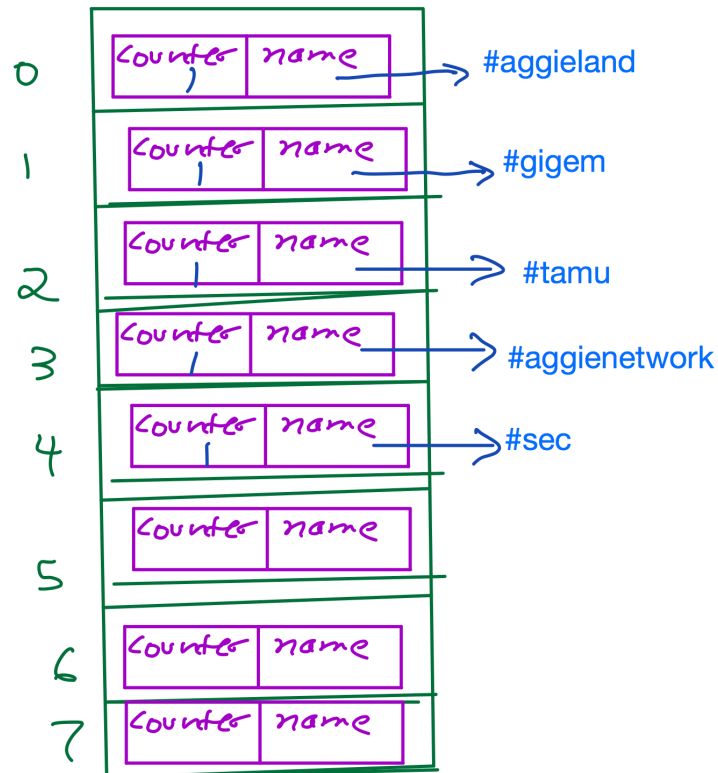 0 counter name #aggieland
1
1 counter name #gigem
1
2 counter name #tamu
1
3 counter name #aggienetwork
1
4 counter name #sec
1
5 counter name
6 counter name
7 counter name